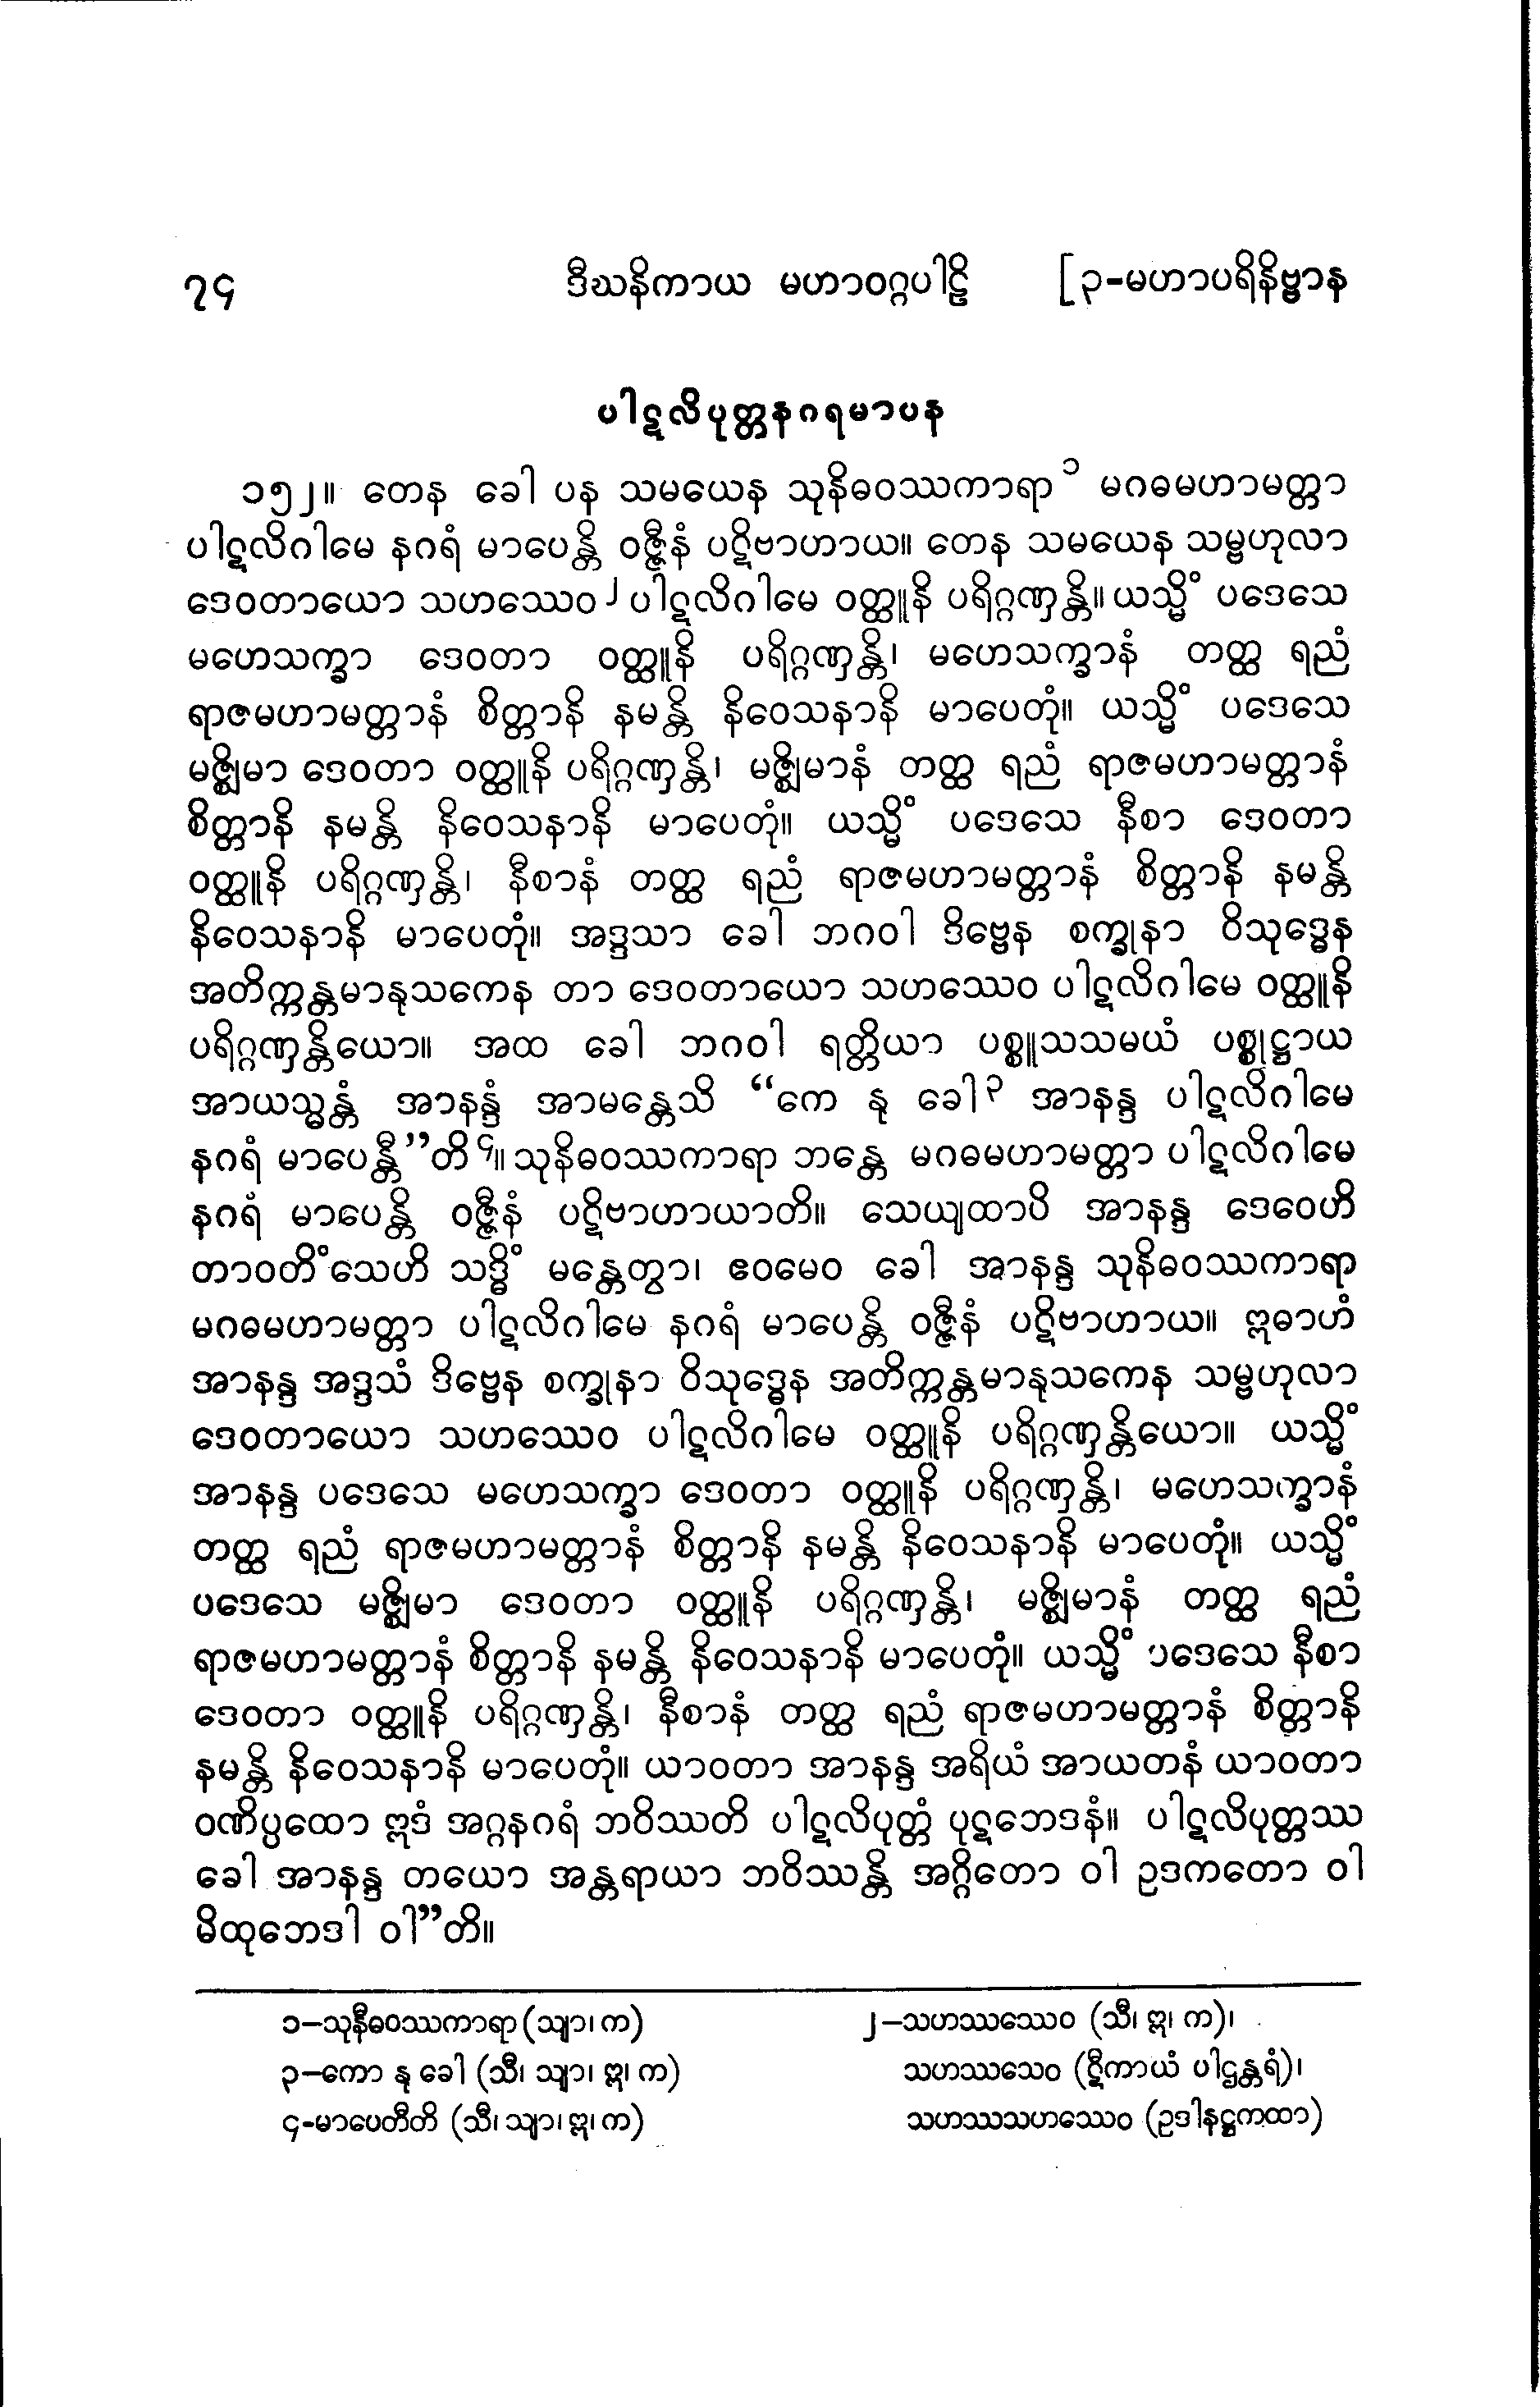 ၇၄ ဒီဃနိကာယ မဟာဝဂ္ဂပါဠိ [၃-မဟာပရိနိဗ္ဗာန
ပါဋလိပုတ္တနဂရမာပန
၁၅၂။ တေန ခေါ ပန သမယေန သုနိဓဝဿကာရာ ၁ မဂဓမဟာမတ္တာ
ပါဋလိဂါမေ နဂရံ မာပေန္တိ ဝဇ္ဇီနံ ပဋိဗာဟာယ။ တေန သမယေန သမ္ဗဟုလာ
ဒေဝတာယော သဟဿေဝ ၂ ပါဋလိဂါမေ ဝတ္ထူနိ ပရိဂ္ဂဏှန္တိ။ ယသ္မိံ ပဒေသေ
မဟေသက္ခာ ဒေဝတာ ဝတ္ထူနိ ပရိဂ္ဂဏှန္တိ၊ မဟေသက္ခာနံ တတ္ထ ရညံ
ရာဇမဟာမတ္တာနံ စိတ္တာနိ နမန္တိ နိဝေသနာနိ မာပေတုံ။ ယသ္မိံ ပဒေသေ
မဇ္ဈိမာ ဒေဝတာ ဝတ္ထူနိ ပရိဂ္ဂဏှန္တိ၊ မဇ္ဈိမာနံ တတ္ထ ရညံ ရာဇမဟာမတ္တာနံ
စိတ္တာနိ နမန္တိ နိဝေသနာနိ မာပေတုံ။ ယသ္မိံ ပဒေသေ နီစာ ဒေဝတာ
ဝတ္ထူနိ ပရိဂ္ဂဏှန္တိ၊ နီစာနံ တတ္ထ ရညံ ရာဇမဟာမတ္တာနံ စိတ္တာနိ နမန္တိ
နိဝေသနာနိ မာပေတုံ။ အဒ္ဒသာ ခေါ ဘဂဝါ ဒိဗ္ဗေန စက္ခုနာ ဝိသုဒ္ဓေန
အတိက္ကန္တမာနုသကေန တာ ဒေဝတာယော သဟဿေဝ ပါဋလိဂါမေ ဝတ္ထူနိ
ပရိဂ္ဂဏှန္တိယော။ အထ ခေါ ဘဂဝါ ရတ္တိယာ ပစ္စူသသမယံ ပစ္စုဋ္ဌာယ
အာယသ္မန္တံ အာနန္ဒံ အာမန္တေသိ “ကေ နု ခေါ ၃ အာနန္ဒ ပါဋလိဂါမေ
နဂရံ မာပေန္တီ”တိ ၄။ သုနိဓဝဿကာရာ ဘန္တေ မဂဓမဟာမတ္တာ ပါဋလိဂါမေ
နဂရံ မာပေန္တိ ဝဇ္ဇီနံ ပဋိဗာဟာယာတိ။ သေယျထာပိ အာနန္ဒ ဒေဝေဟိ
တာဝတိံသေဟိ သဒ္ဓိံ မန္တေတွာ၊ ဧဝမေဝ ခေါ အာနန္ဒ သုနိဓဝဿကာရာ
မဂဓမဟာမတ္တာ ပါဋလိဂါမေ နဂရံ မာပေန္တိ ဝဇ္ဇီနံ ပဋိဗာဟာယ။ ဣဓာဟံ
အာနန္ဒ အဒ္ဒသံ ဒိဗ္ဗေန စက္ခုနာ ဝိသုဒ္ဓေန အတိက္ကန္တမာနုသကေန သမ္ဗဟုလာ
ဒေဝတာယော သဟဿေဝ ပါဋလိဂါမေ ဝတ္ထူနိ ပရိဂ္ဂဏှန္တိယော။ ယသ္မိံ
အာနန္ဒ ပဒေသေ မဟေသက္ခာ ဒေဝတာ ဝတ္ထူနိ ပရိဂ္ဂဏှန္တိ၊ မဟေသက္ခာနံ
တတ္ထ ရညံ ရာဇမဟာမတ္တာနံ စိတ္တာနိ နမန္တိ နိဝေသနာနိ မာပေတုံ။ ယသ္မိံ
ပဒေသေ မဇ္ဈိမာ ဒေဝတာ ဝတ္ထူနိ ပရိဂ္ဂဏှန္တိ၊ မဇ္ဈိမာနံ တတ္ထ ရညံ
ရာဇမဟာမတ္တာနံ စိတ္တာနိ နမန္တိ နိဝေသနာနိ မာပေတုံ။ ယသ္မိံ ပဒေသေ နီစာ
ဒေဝတာ ဝတ္ထူနိ ပရိဂ္ဂဏှန္တိ၊ နီစာနံ တတ္ထ ရညံ ရာဇမဟာမတ္တာနံ စိတ္တာနိ
နမန္တိ နိဝေသနာနိ မာပေတုံ။ ယာဝတာ အာနန္ဒ အရိယံ အာယတနံ ယာဝတာ
ဝဏိပ္ပထော ဣဒံ အဂ္ဂနဂရံ ဘဝိဿတိ ပါဋလိပုတ္တံ ပုဋဘေဒနံ။ ပါဋလိပုတ္တဿ
ခေါ အာနန္ဒ တယော အန္တရာယာ ဘဝိဿန္တိ အဂ္ဂိတော ဝါ ဥဒကတော ဝါ
မိထုဘေဒါ ဝါ”တိ။
၁–သုနီဓဝဿကာရာ (သျာ၊ က)
၃–ကော နု ခေါ (သီ၊ သျာ၊ ဣ၊ က)
၄-မာပေတီတိ (သီ၊ သျာ၊ ဣ၊ က)
၂–သဟဿဿေဝ (သီ၊ ဣ၊ က)၊
သဟဿသေဝ (ဋီကာယံ ပါဌန္တရံ)၊
သဟဿသဟဿေဝ (ဥဒါနဋ္ဌကထာ)